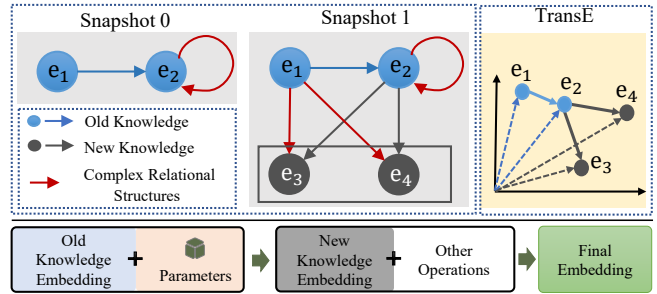 Snapshot 0
Snapshot 1
TransE
e1
e2
e1
e2
e3
e4
e1
e2
e4
e3
Old Knowledge
New Knowledge
Complex Relational
Structures
Old
Knowledge
Embedding
+
Parameters
New
Knowledge
Embedding
+
Other
Operations
Final
Embedding